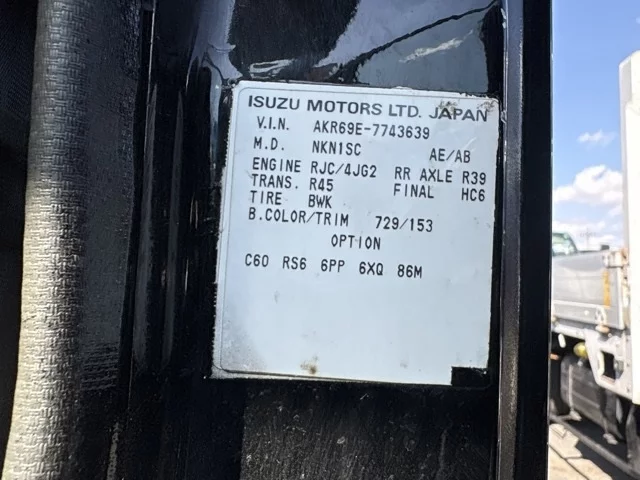 ISUZU MOTORS LTD. JAPAN
V.I.N. AKR69E-7743639
M.D. NKN1SC AE/AB
ENGINE RJC/4JG2 RR AXLE R39
TRANS. R45 FINAL HC6
TIRE BWK
B.COLOR/TRIM 729/153
OPTION
C60 RS6 6PP 6XQ 86M